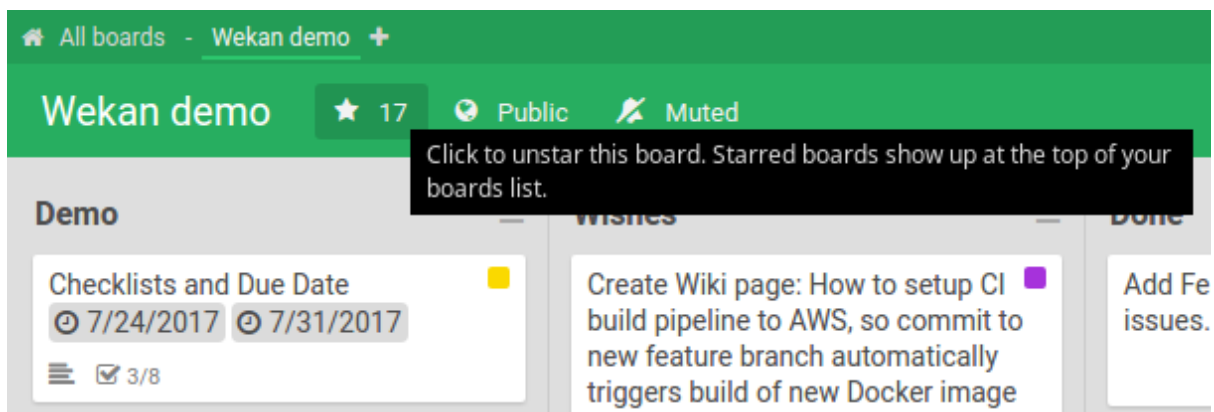 All boards - Wekan demo +
Wekan demo ★ 17 Public Muted
Click to unstar this board. Starred boards show up at the top of your
boards list.
Demo
Wishes
Done
Checklists and Due Date
7/24/2017 7/31/2017
3/8
Create Wiki page: How to setup CI
build pipeline to AWS, so commit to
new feature branch automatically
triggers build of new Docker image
Add Fe
issues.